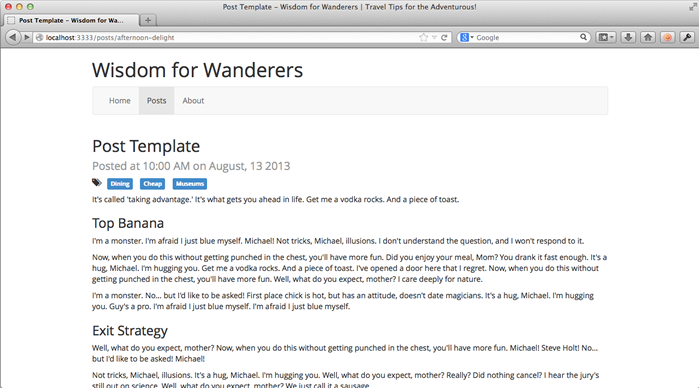 Post Template – Wisdom for Wanderers | Travel Tips for the Adventurous!
Post Template – Wisdom for Wa...
localhost:3333/posts/afternoon-delight
Google
Wisdom for Wanderers
Home Posts About
Post Template
Posted at 10:00 AM on August, 13 2013
Dining Cheap Museums
It's called 'taking advantage.' It's what gets you ahead in life. Get me a vodka rocks. And a piece of toast.
Top Banana
I'm a monster. I'm afraid I just blue myself. Michael! Not tricks, Michael, illusions. I don't understand the question, and I won't respond to it.
Now, when you do this without getting punched in the chest, you'll have more fun. Did you enjoy your meal, Mom? You drank it fast enough. It's a
hug, Michael. I'm hugging you. Get me a vodka rocks. And a piece of toast. I've opened a door here that I regret. Now, when you do this without
getting punched in the chest, you'll have more fun. Well, what do you expect, mother? I care deeply for nature.
I'm a monster. No... but I'd like to be asked! First place chick is hot, but has an attitude, doesn't date magicians. It's a hug, Michael. I'm hugging
you. Guy's a pro. I'm afraid I just blue myself. I'm afraid I just blue myself.
Exit Strategy
Well, what do you expect, mother? Now, when you do this without getting punched in the chest, you'll have more fun. Michael! Steve Holt! No...
but I'd like to be asked! Michael!
Not tricks, Michael, illusions. It's a hug, Michael. I'm hugging you. Well, what do you expect, mother? Really? Did nothing cancel? I hear the jury's
still out on science. Well, what do you expect, mother? We just call it a sausage.